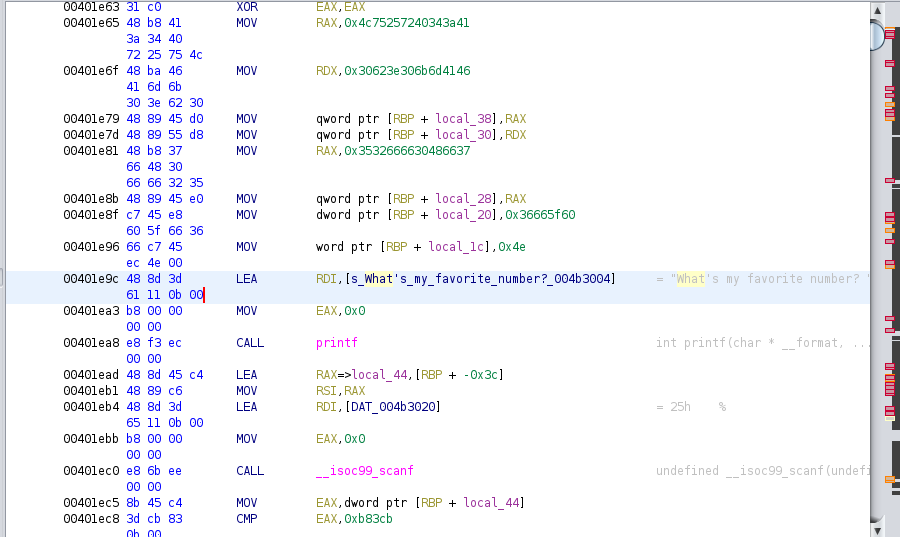 00401e63 31 c0 XOR EAX,EAX
00401e65 48 b8 41 MOV RAX,0x4c75257240343a41
3a 34 40
72 25 75 4c
00401e6f 48 ba 46 MOV RDX,0x30623e306b6d4146
41 6d 6b
30 3e 62 30
00401e79 48 89 45 d0 MOV qword ptr [RBP + local_38],RAX
00401e7d 48 89 55 d8 MOV qword ptr [RBP + local_30],RDX
00401e81 48 b8 37 MOV RAX,0x3532666630486637
66 48 30
66 66 32 35
00401e8b 48 89 45 e0 MOV qword ptr [RBP + local_28],RAX
00401e8f c7 45 e8 MOV dword ptr [RBP + local_20],0x36665f60
60 5f 66 36
00401e96 66 c7 45 MOV word ptr [RBP + local_1c],0x4e
ec 4e 00
00401e9c 48 8d 3d LEA RDI,[s_What's_my_favorite_number?_004b3004] = "What's my favorite number? "
61 11 0b 00
00401ea3 b8 00 00 MOV EAX,0x0
00 00
00401ea8 e8 f3 ec CALL printf int printf(char * __format, ...
00 00
00401ead 48 8d 45 c4 LEA RAX=>local_44,[RBP + -0x3c]
00401eb1 48 89 c6 MOV RSI,RAX
00401eb4 48 8d 3d LEA RDI,[DAT_004b3020] = 25h %
65 11 0b 00
00401ebb b8 00 00 MOV EAX,0x0
00 00
00401ec0 e8 6b ee CALL __isoc99_scanf undefined __isoc99_scanf(undefi
00 00
00401ec5 8b 45 c4 MOV EAX,dword ptr [RBP + local_44]
00401ec8 3d cb 83 CMP EAX,0xb83cb
0b 00